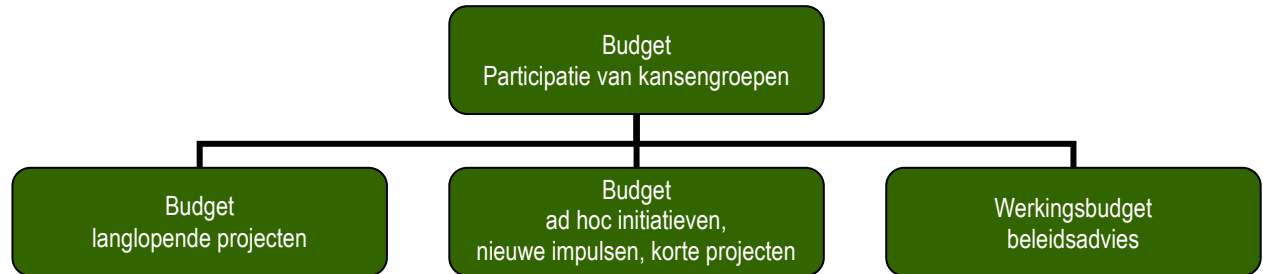 Budget
Participatie van kansengroepen
Budget
langlopende projecten
Budget
ad hoc initiatieven,
nieuwe impulsen, korte projecten
Werkingsbudget
beleidsadvies